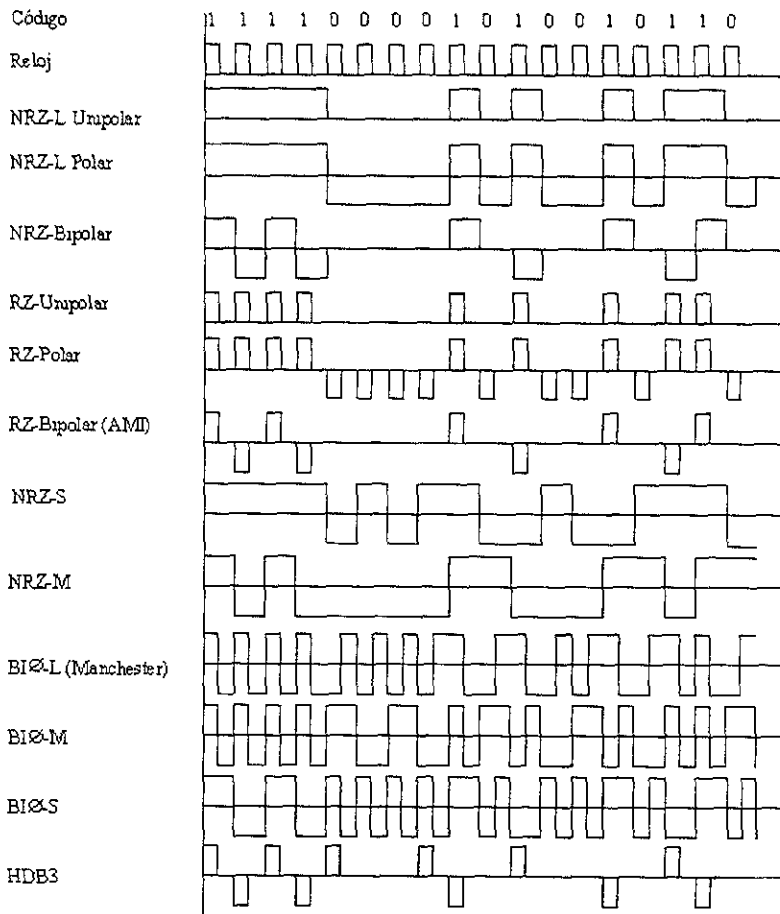 Código 1 1 1 1 0 0 0 0 1 0 1 0 0 1 0 1 1 0
Reloj
NRZ-L Unipolar
NRZ-L Polar
NRZ-Bipolar
RZ-Unipolar
RZ-Polar
RZ-Bipolar (AMI)
NRZ-S
NRZ-M
BIØ-L (Manchester)
BIØ-M
BIØ-S
HDB3